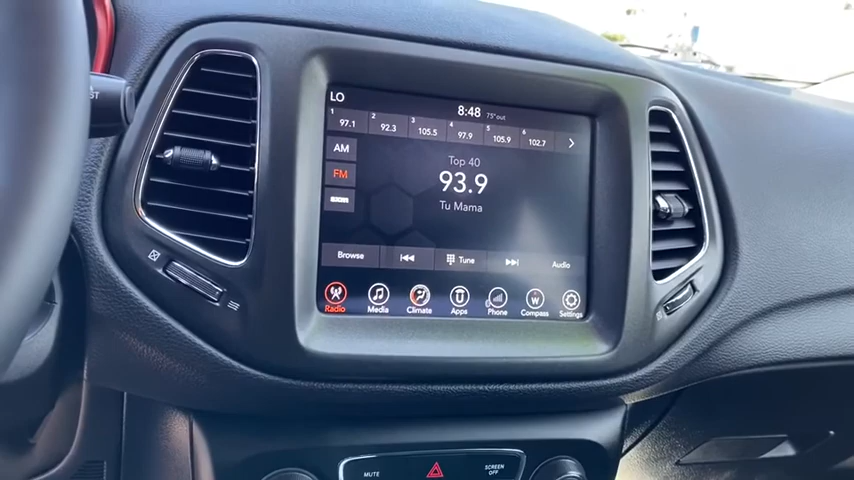 LO
8:48 75° out
1 97.1 2 92.3 3 105.5 4 97.9 5 105.9 6 102.7
AM
FM
Top 40
93.9
Tu Mama
Browse Tune Audio
Radio Media Climate Apps Phone Compass Settings
W
MUTE
SCREEN
OFF